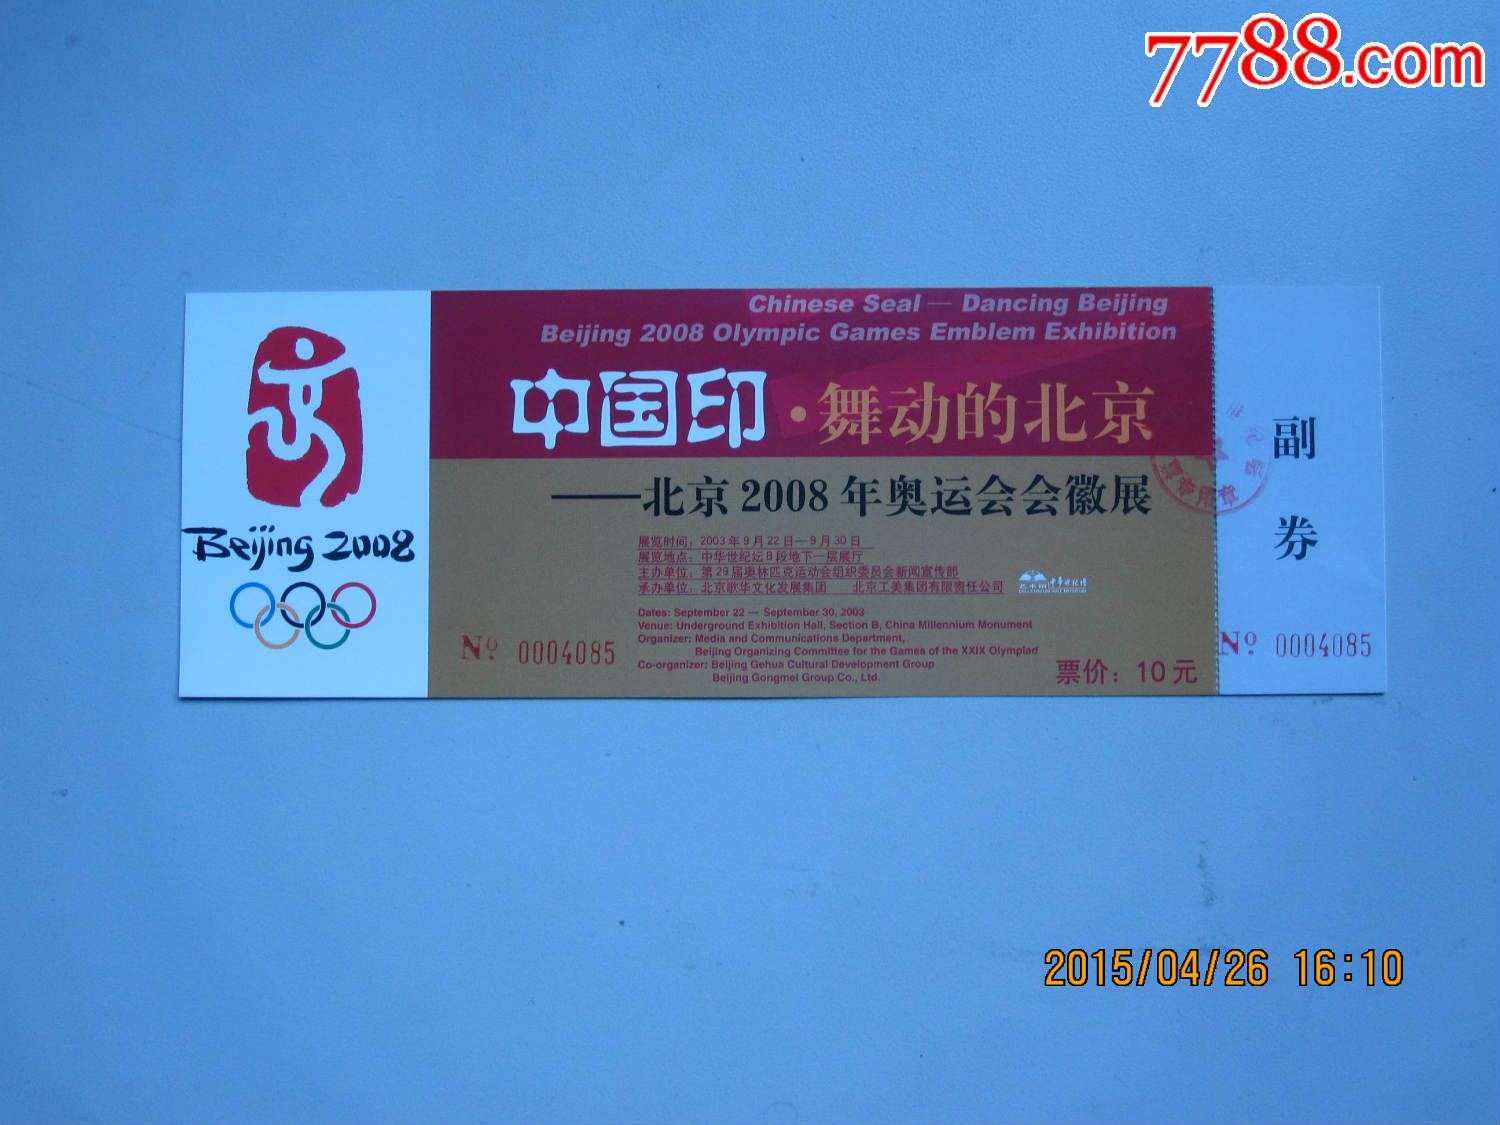 7788.com
Chinese Seal — Dancing Beijing
Beijing 2008 Olympic Games Emblem Exhibition
中国印·舞动的北京
——北京2008年奥运会会徽展
展览时间：2003年9月22日—9月30日
展览地点：中华世纪坛B段地下一层展厅
主办单位：第29届奥林匹克运动会组织委员会新闻宣传部
承办单位：北京歌华文化发展集团 北京工美集团有限责任公司
Dates: September 22 — September 30, 2003
Venue: Underground Exhibition Hall, Section B, China Millennium Monument
Organizer: Media and Communications Department,
Beijing Organizing Committee for the Games of the XXIX Olympiad
Co-organizer: Beijing Gehua Cultural Development Group
Beijing Gongmei Group Co., Ltd.
Beijing 2008
Nº 0004085
票价：10元
副券
Nº 0004085
2015/04/26 16:10